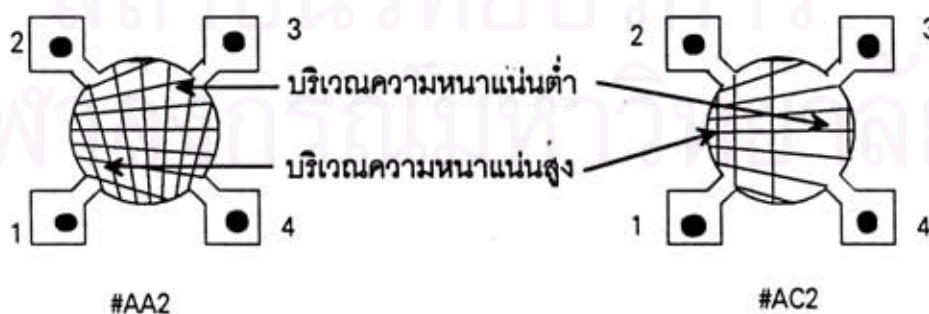 2 3 2 3
บริเวณความหนาแน่นต่ำ
บริเวณความหนาแน่นสูง
1 4 1 4
#AA2 #AC2